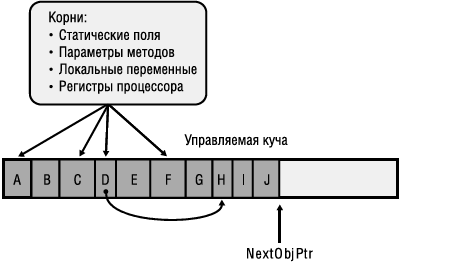 Корни:
• Статические поля
• Параметры методов
• Локальные переменные
• Регистры процессора
Управляемая куча
A B C D E F G H I J
NextObjPtr